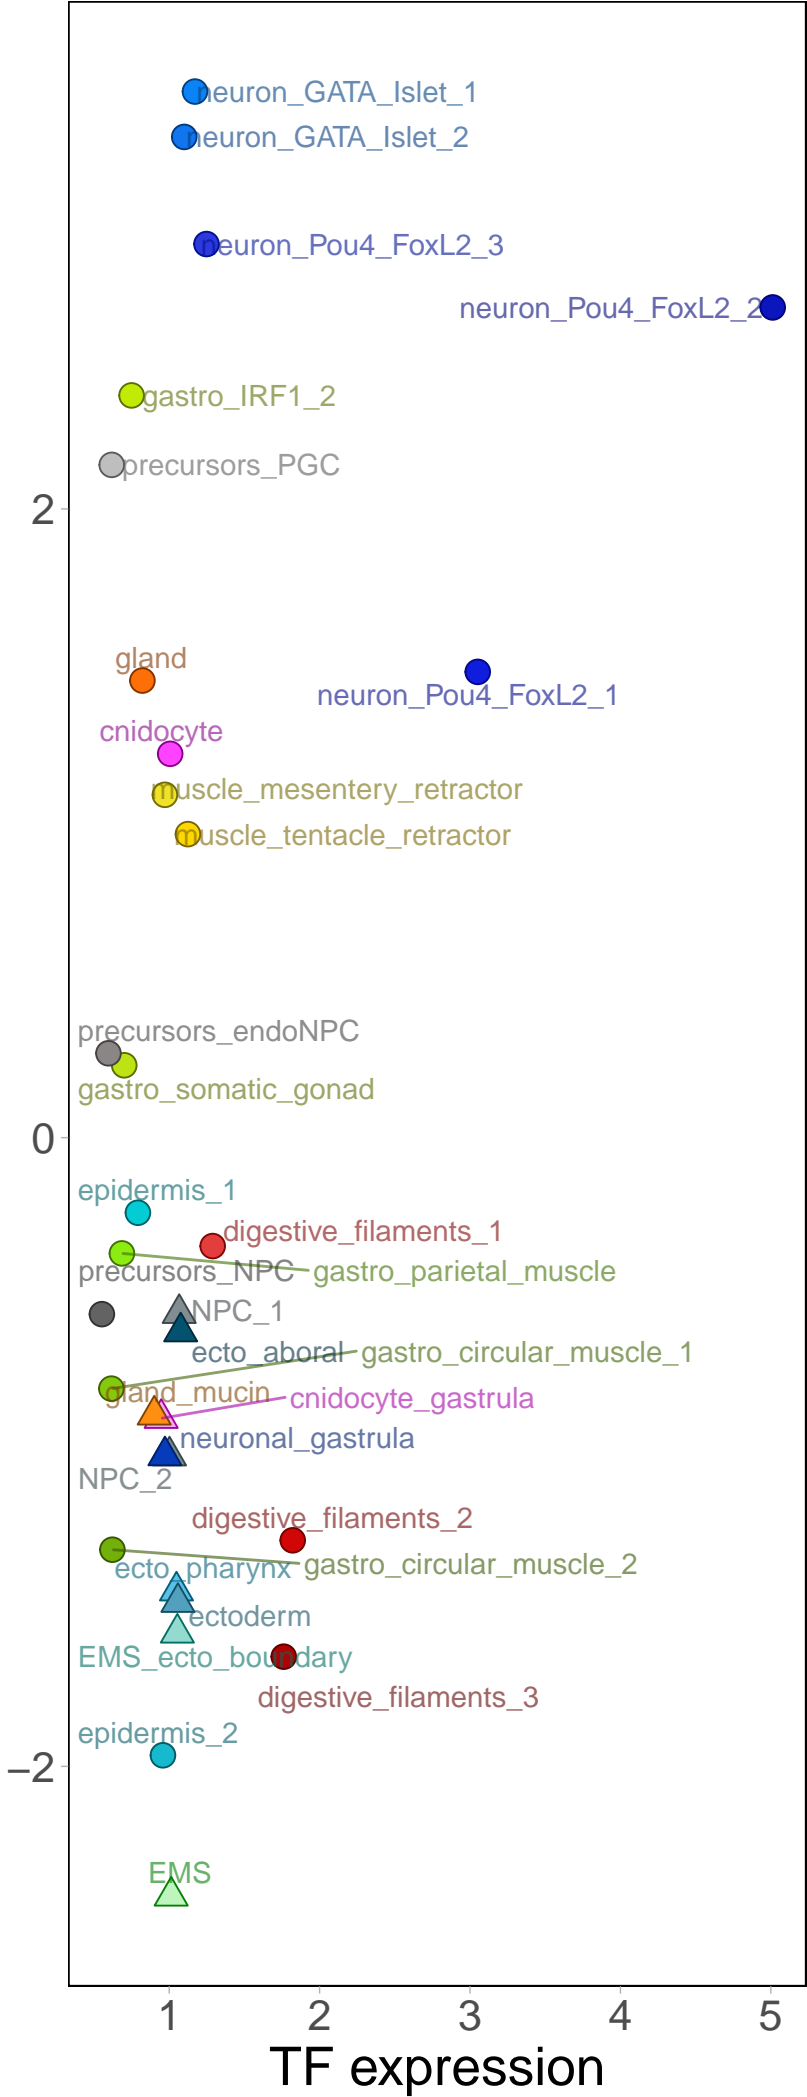 neuron_GATA_Islet_1
neuron_GATA_Islet_2
neuron_Pou4_FoxL2_3
neuron_Pou4_FoxL2_2
gastro_IRF1_2
precursors_PGC
2
gland
neuron_Pou4_FoxL2_1
cnidocyte
muscle_mesentery_retractor
muscle_tentacle_retractor
precursors_endoNPC
gastro_somatic_gonad
0
epidermis_1
digestive_filaments_1
precursors_NPC
gastro_parietal_muscle
NPC_1
ecto_aboral
gastro_circular_muscle_1
gland_mucin
cnidocyte_gastrula
neuronal_gastrula
NPC_2
digestive_filaments_2
gastro_circular_muscle_2
ecto_pharynx
ectoderm
EMS_ecto_boundary
digestive_filaments_3
epidermis_2
−2
EMS
1 2 3 4 5
TF expression